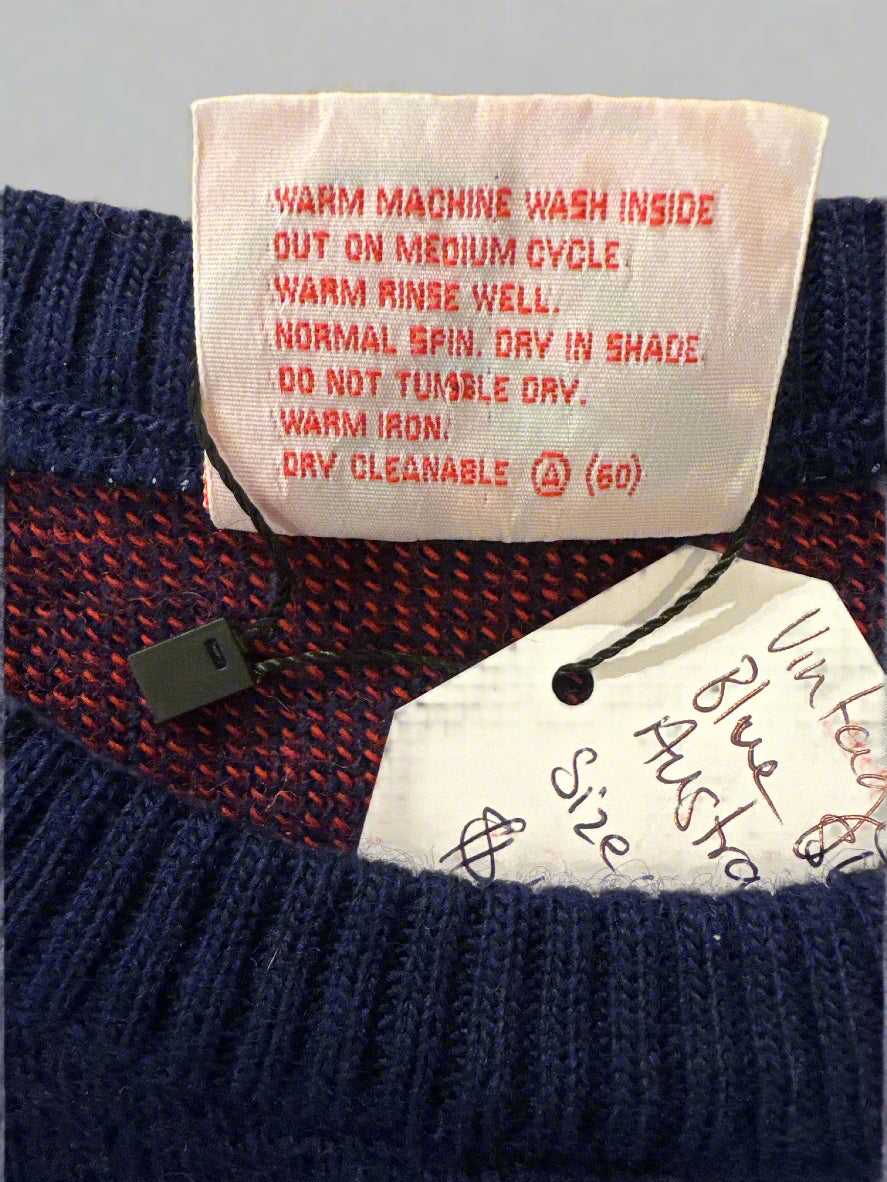 WARM MACHINE WASH INSIDE
OUT ON MEDIUM CYCLE.
WARM RINSE WELL.
NORMAL SPIN. DRY IN SHADE.
DO NOT TUMBLE DRY.
WARM IRON.
DRY CLEANABLE Ⓐ (60)
Blue
Size
$